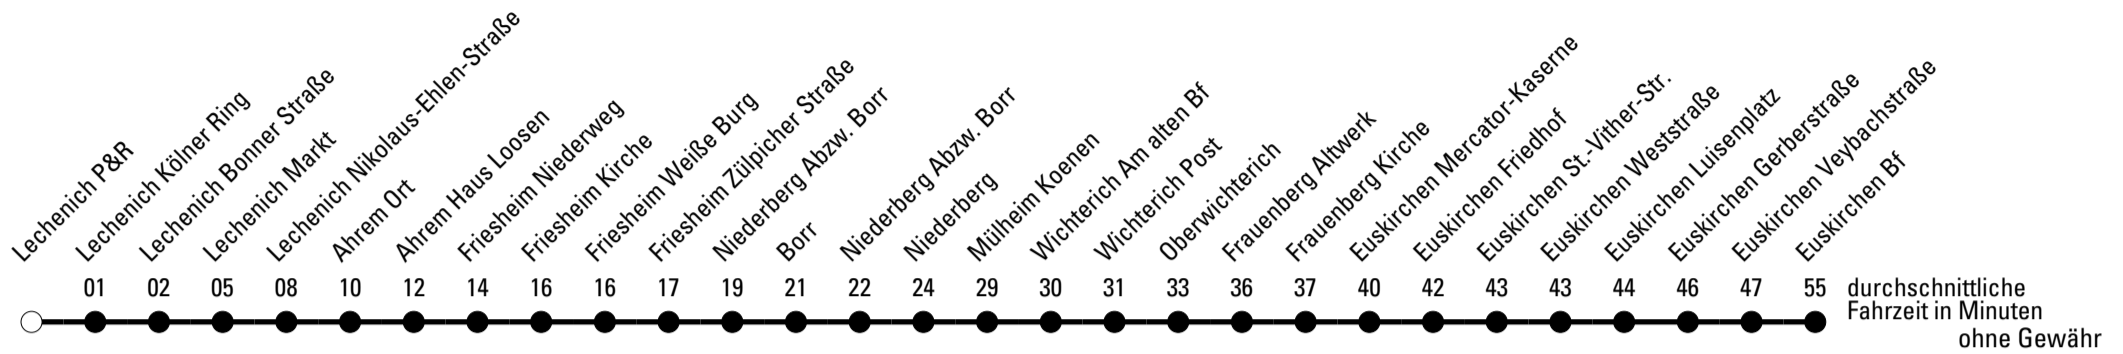 Lechenich P&R
Lechenich Kölner Ring
Lechenich Bonner Straße
Lechenich Markt
Lechenich Nikolaus-Ehlen-Straße
Ahrem Ort
Ahrem Haus Loosen
Friesheim Niederweg
Friesheim Kirche
Friesheim Weiße Burg
Friesheim Zülpicher Straße
Niederberg Abzw. Borr
Borr
Niederberg Abzw. Borr
Niederberg
Mülheim Koenen
Wichterich Am alten Bf
Wichterich Post
Oberwichterich
Frauenberg Altwerk
Frauenberg Kirche
Euskirchen Mercator-Kaserne
Euskirchen Friedhof
Euskirchen St.-Vither-Str.
Euskirchen Weststraße
Euskirchen Luisenplatz
Euskirchen Gerberstraße
Euskirchen Veybachstraße
Euskirchen Bf
01 02 05 08 10 12 14 16 16 17 19 21 22 24 29 30 31 33 36 37 40 42 43 43 44 46 47 55
durchschnittliche
Fahrzeit in Minuten
ohne Gewähr